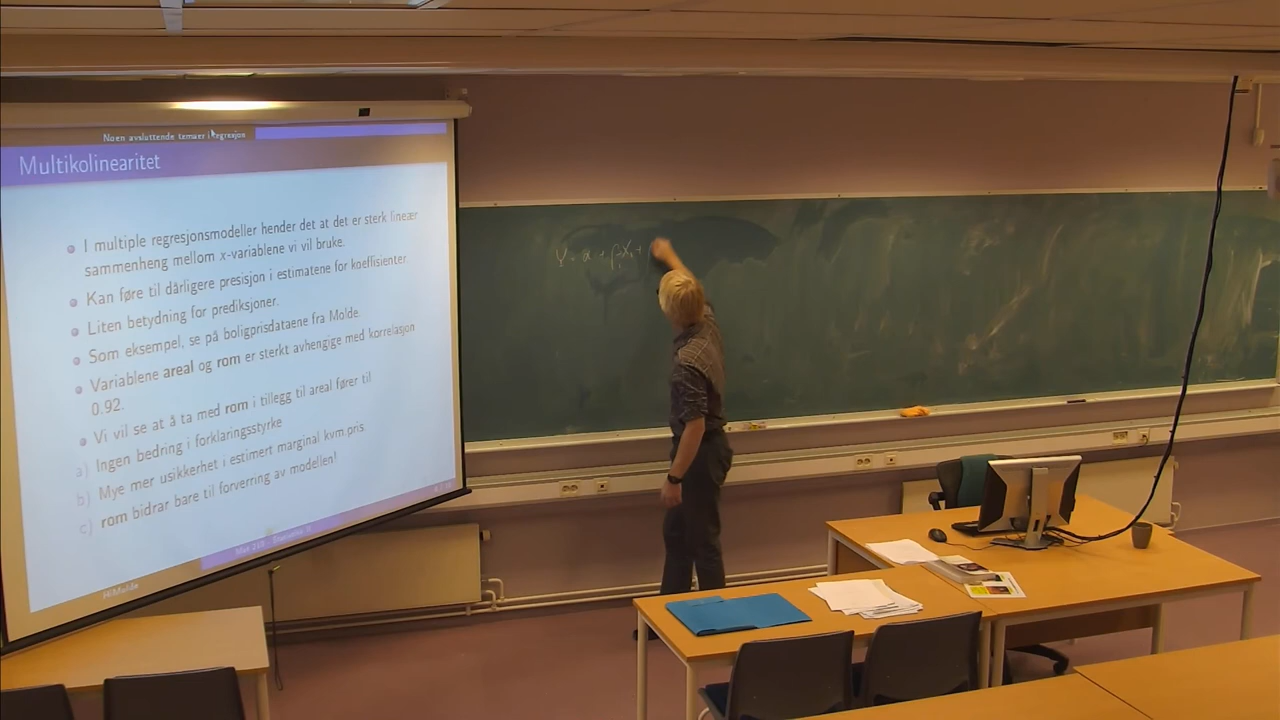 Noen avsluttende temaer i regresjon
Multikolinearitet
I multiple regresjonsmodeller hender det at det er sterk lineær
sammenheng mellom x-variablene vi vil bruke.
Kan føre til dårligere presisjon i estimatene for koeffisienter
Liten betydning for prediksjoner.
Som eksempel, se på boligprisdataene fra Molde.
Variablene areal og rom er sterkt avhengige med korrelasjon
0.92.
Vi vil se at å ta med rom i tillegg til areal fører til
a) Ingen bedring i forklaringsstyrke
b) Mye mer usikkerhet i estimert marginal kvm.pris.
c) rom bidrar bare til forverring av modellen!
HiMolde